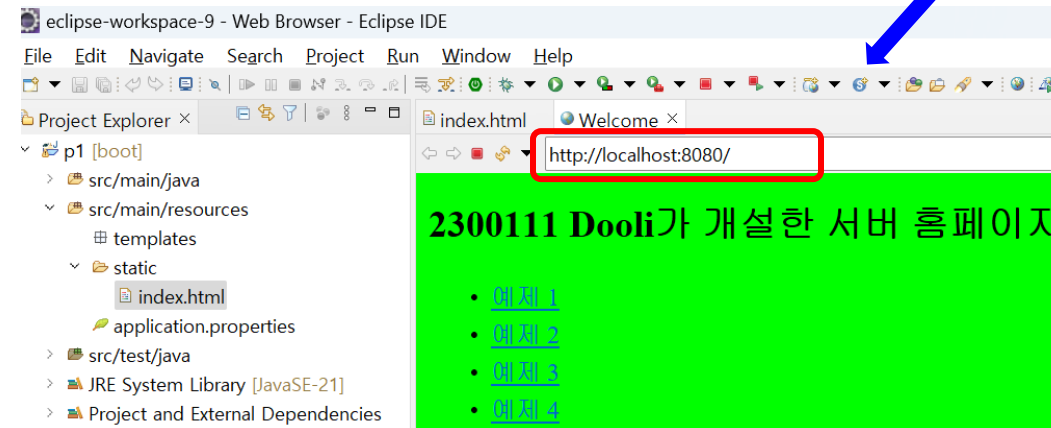 eclipse-workspace-9 - Web Browser - Eclipse IDE
File Edit Navigate Search Project Run Window Help
Project Explorer
index.html
Welcome
p1 [boot]
http://localhost:8080/
src/main/java
src/main/resources
2300111 Dooli가 개설한 서버 홈페이지
templates
static
예제 1
index.html
예제 2
application.properties
src/test/java
예제 3
JRE System Library [JavaSE-21]
예제 4
Project and External Dependencies